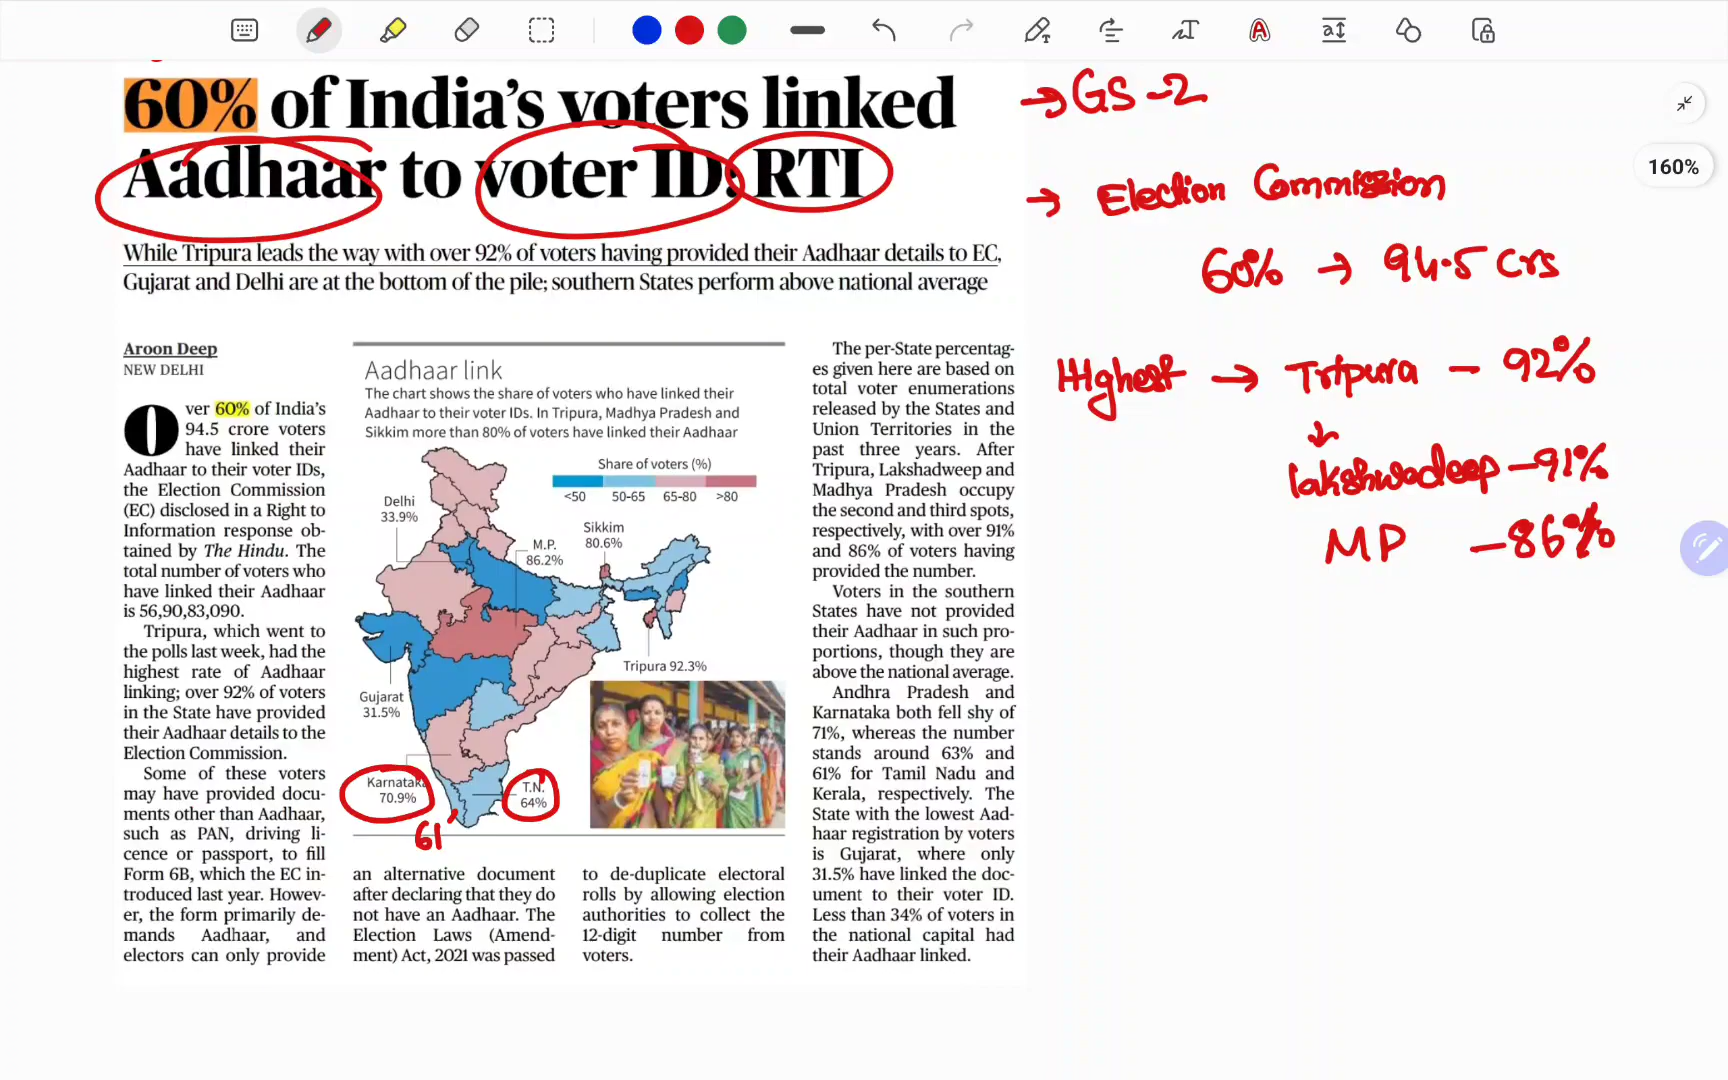 60% of India's voters linked
Aadhaar to voter ID: RTI
While Tripura leads the way with over 92% of voters having provided their Aadhaar details to EC,
Gujarat and Delhi are at the bottom of the pile; southern States perform above national average
Aroon Deep
NEW DELHI
Over 60% of India's
94.5 crore voters
have linked their
Aadhaar to their voter IDs,
the Election Commission
(EC) disclosed in a Right to
Information response ob-
tained by The Hindu. The
total number of voters who
have linked their Aadhaar
is 56,90,83,090.
Tripura, which went to
the polls last week, had the
highest rate of Aadhaar
linking; over 92% of voters
in the State have provided
their Aadhaar details to the
Election Commission.
Some of these voters
may have provided docu-
ments other than Aadhaar,
such as PAN, driving li-
cence or passport, to fill
Form 6B, which the EC in-
troduced last year. Howev-
er, the form primarily de-
mands Aadhaar, and
electors can only provide
Aadhaar link
The chart shows the share of voters who have linked their
Aadhaar to their voter IDs. In Tripura, Madhya Pradesh and
Sikkim more than 80% of voters have linked their Aadhaar
Share of voters (%)
<50 50-65 65-80 >80
Delhi
33.9%
Sikkim
80.6%
M.P.
86.2%
Tripura 92.3%
Gujarat
31.5%
Karnataka
70.9%
T.N.
64%
61
an alternative document
after declaring that they do
not have an Aadhaar. The
Election Laws (Amend-
ment) Act, 2021 was passed
to de-duplicate electoral
rolls by allowing election
authorities to collect the
12-digit number from
voters.
The per-State percentag-
es given here are based on
total voter enumerations
released by the States and
Union Territories in the
past three years. After
Tripura, Lakshadweep and
Madhya Pradesh occupy
the second and third spots,
respectively, with over 91%
and 86% of voters having
provided the number.
Voters in the southern
States have not provided
their Aadhaar in such pro-
portions, though they are
above the national average.
Andhra Pradesh and
Karnataka both fell shy of
71%, whereas the number
stands around 63% and
61% for Tamil Nadu and
Kerala, respectively. The
State with the lowest Aad-
haar registration by voters
is Gujarat, where only
31.5% have linked the doc-
ument to their voter ID.
Less than 34% of voters in
the national capital had
their Aadhaar linked.
→ GS-2
→ Election Commission
60% → 94.5 Crs
Highest → Tripura - 92%
↓
lakshwadeep - 91%
MP - 86%
160%